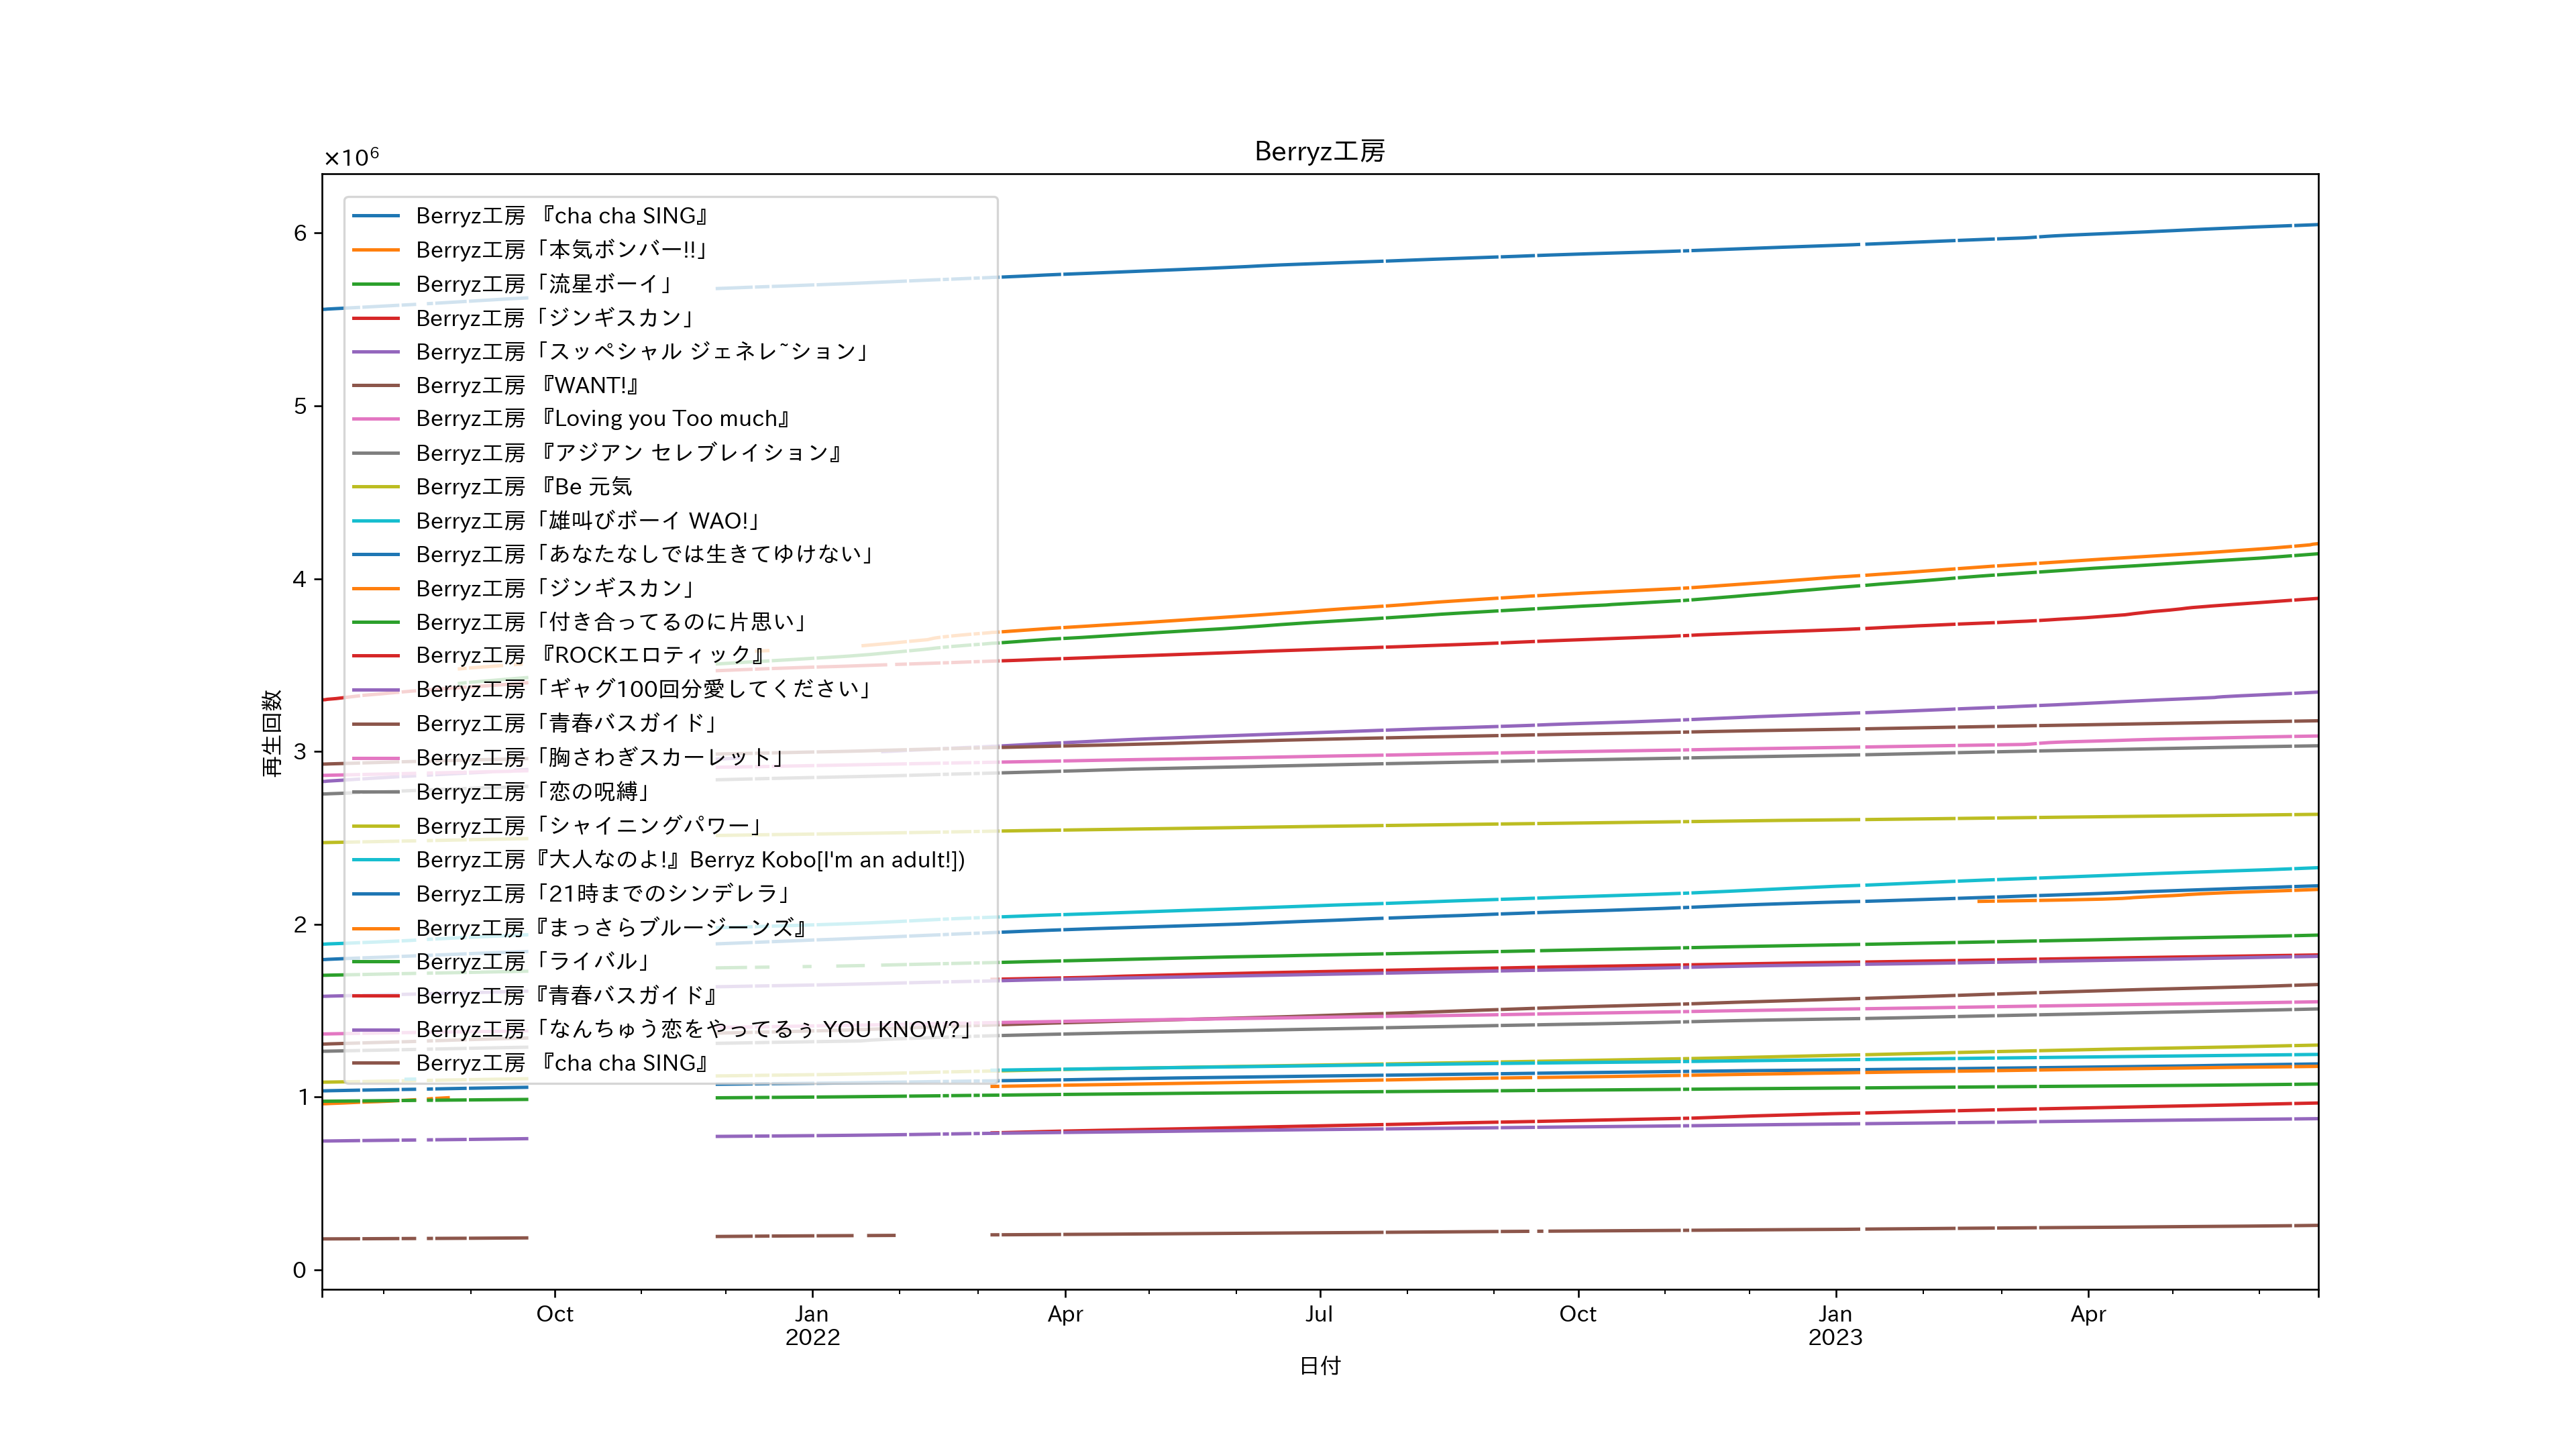 Berryz工房
×10⁶
Berryz工房 『cha cha SING』
Berryz工房「本気ボンバー!!」
Berryz工房「流星ボーイ」
Berryz工房「ジンギスカン」
Berryz工房「スッペシャル ジェネレ~ション」
Berryz工房 『WANT!』
Berryz工房 『Loving you Too much』
Berryz工房 『アジアン セレブレイション』
Berryz工房 『Be 元気
Berryz工房「雄叫びボーイ WAO!」
Berryz工房「あなたなしでは生きてゆけない」
Berryz工房「ジンギスカン」
Berryz工房「付き合ってるのに片思い」
Berryz工房 『ROCKエロティック』
Berryz工房「ギャグ100回分愛してください」
Berryz工房「青春バスガイド」
Berryz工房「胸さわぎスカーレット」
Berryz工房「恋の呪縛」
Berryz工房「シャイニングパワー」
Berryz工房『大人なのよ!』Berryz Kobo[I'm an adult!])
Berryz工房「21時までのシンデレラ」
Berryz工房『まっさらブルージーンズ』
Berryz工房「ライバル」
Berryz工房『青春バスガイド』
Berryz工房「なんちゅう恋をやってるぅ YOU KNOW?」
Berryz工房 『cha cha SING』
再生回数
6
5
4
3
2
1
0
Oct
Jan
2022
Apr
Jul
Oct
Jan
2023
Apr
日付